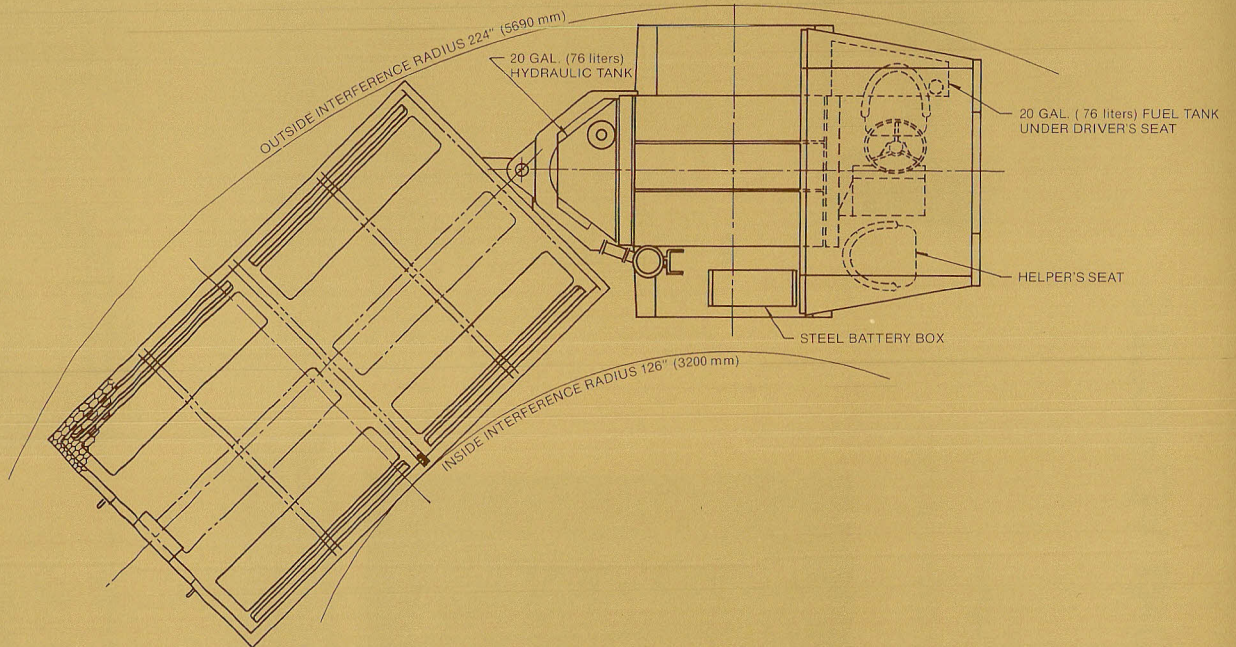 OUTSIDE INTERFERENCE RADIUS 224" (5690 mm)
20 GAL. (76 liters)
HYDRAULIC TANK
20 GAL. ( 76 liters) FUEL TANK
UNDER DRIVER'S SEAT
HELPER'S SEAT
STEEL BATTERY BOX
INSIDE INTERFERENCE RADIUS 126" (3200 mm)